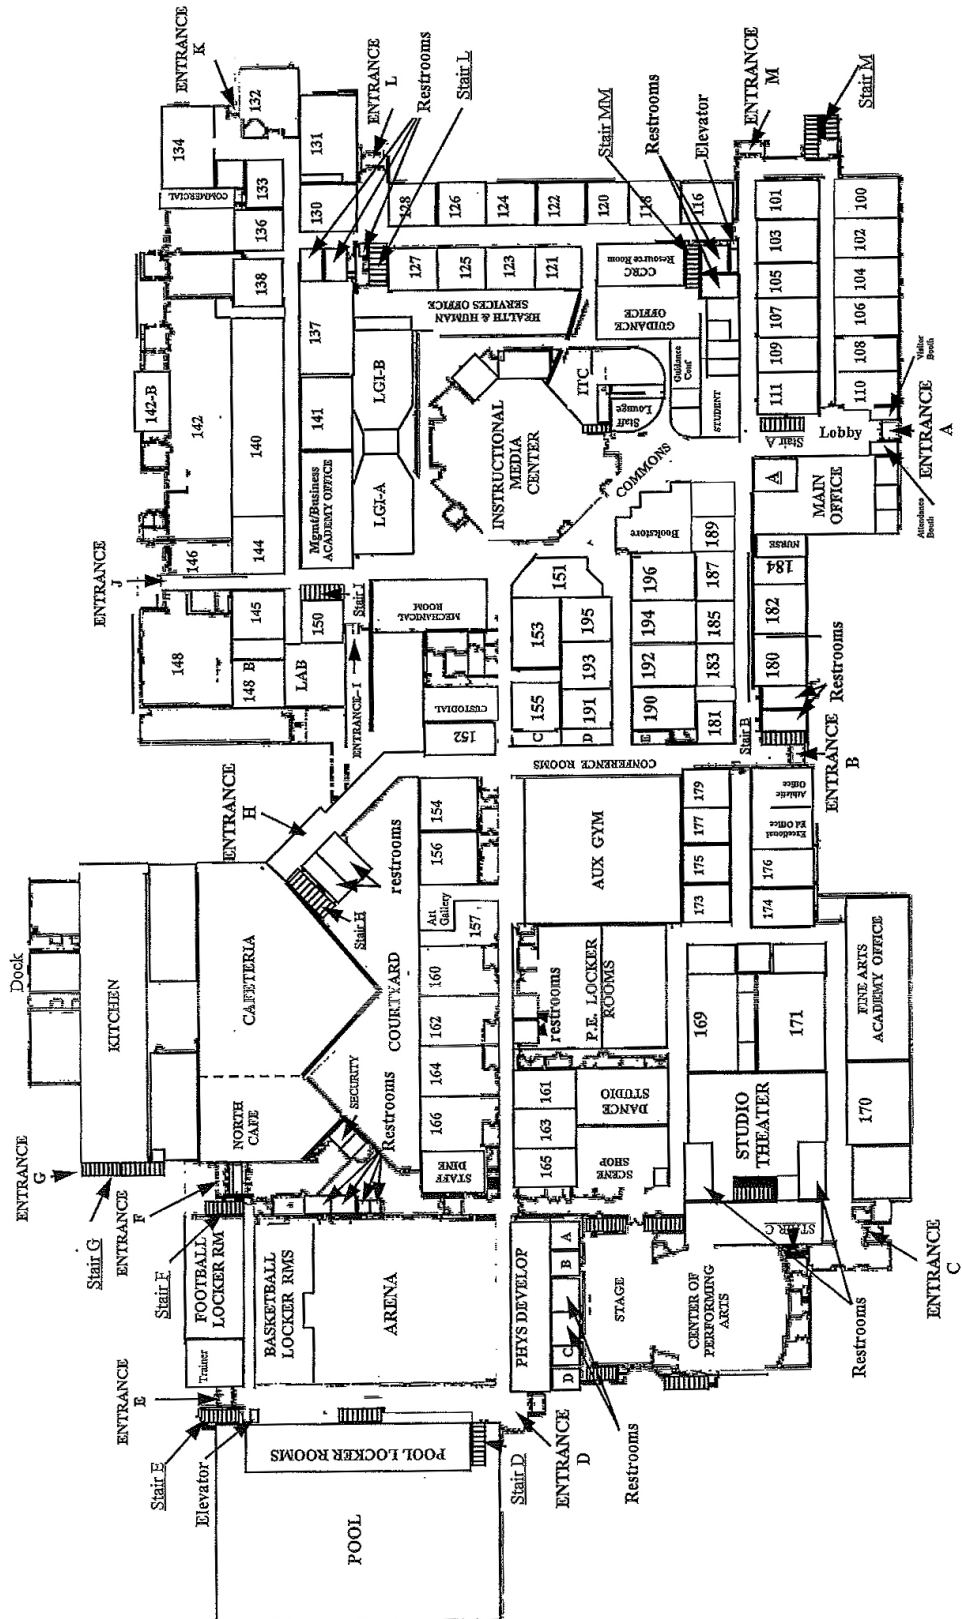 Dock
KITCHEN
ENTRANCE
G
Stair G
ENTRANCE
F
Stair F
ENTRANCE
E
Stair E
Elevator
POOL
POOL LOCKER ROOMS
Stair D
Trainer
FOOTBALL
LOCKER RM
BASKETBALL
LOCKER RMS
ARENA
NORTH
CAFE
CAFETERIA
SECURITY
Restrooms
COURTYARD
Stair H
restrooms
ENTRANCE
H
ENTRANCE-I
Stair I
ENTRANCE
J
148
148 B
LAB
145
150
146
144
142
142-B
140
138
136
COMMERCIAL
134
133
132
ENTRANCE
K
131
130
137
141
Mgmt/Business
ACADEMY OFFICE
ENTRANCE
L
Restrooms
Stair L
LGI-A
LGI-B
MECHANICAL
ROOM
CUSTODIAL
152
154
156
Art
Gallery
157
160
162
164
166
STAFF
DINE
HEALTH & HUMAN
SERVICES OFFICE
127
125
123
121
128
126
124
122
120
118
116
INSTRUCTIONAL
MEDIA
CENTER
ITC
Staff
Lounge
COMMONS
CCRC
Resource Room
GUIDANCE
OFFICE
Guidance
Conf
STUDENT
Stair MM
Restrooms
Elevator
ENTRANCE
M
Stair M
151
153
155
C
195
193
191
D
Bookstore
196
194
192
190
E
189
187
185
183
181
CONFERENCE ROOMS
AUX GYM
restrooms
P.E. LOCKER
ROOMS
161
163
165
DANCE
STUDIO
SCENE
SHOP
PHYS DEVELOP
A
B
C
D
ENTRANCE
D
Restrooms
STAGE
CENTER OF
PERFORMING
ARTS
STUDIO
THEATER
STAIR C
169
171
173
175
177
179
174
176
Exceptional
Ed Office
Athletic
Office
170
FINE ARTS
ACADEMY OFFICE
ENTRANCE
C
Restrooms
Stair B
ENTRANCE
B
Restrooms
180
182
184
NURSE
MAIN
OFFICE
A
Stair A
Lobby
Attendance
Booth
ENTRANCE
A
Visitor
Booth
111
109
107
105
103
101
110
108
106
104
102
100